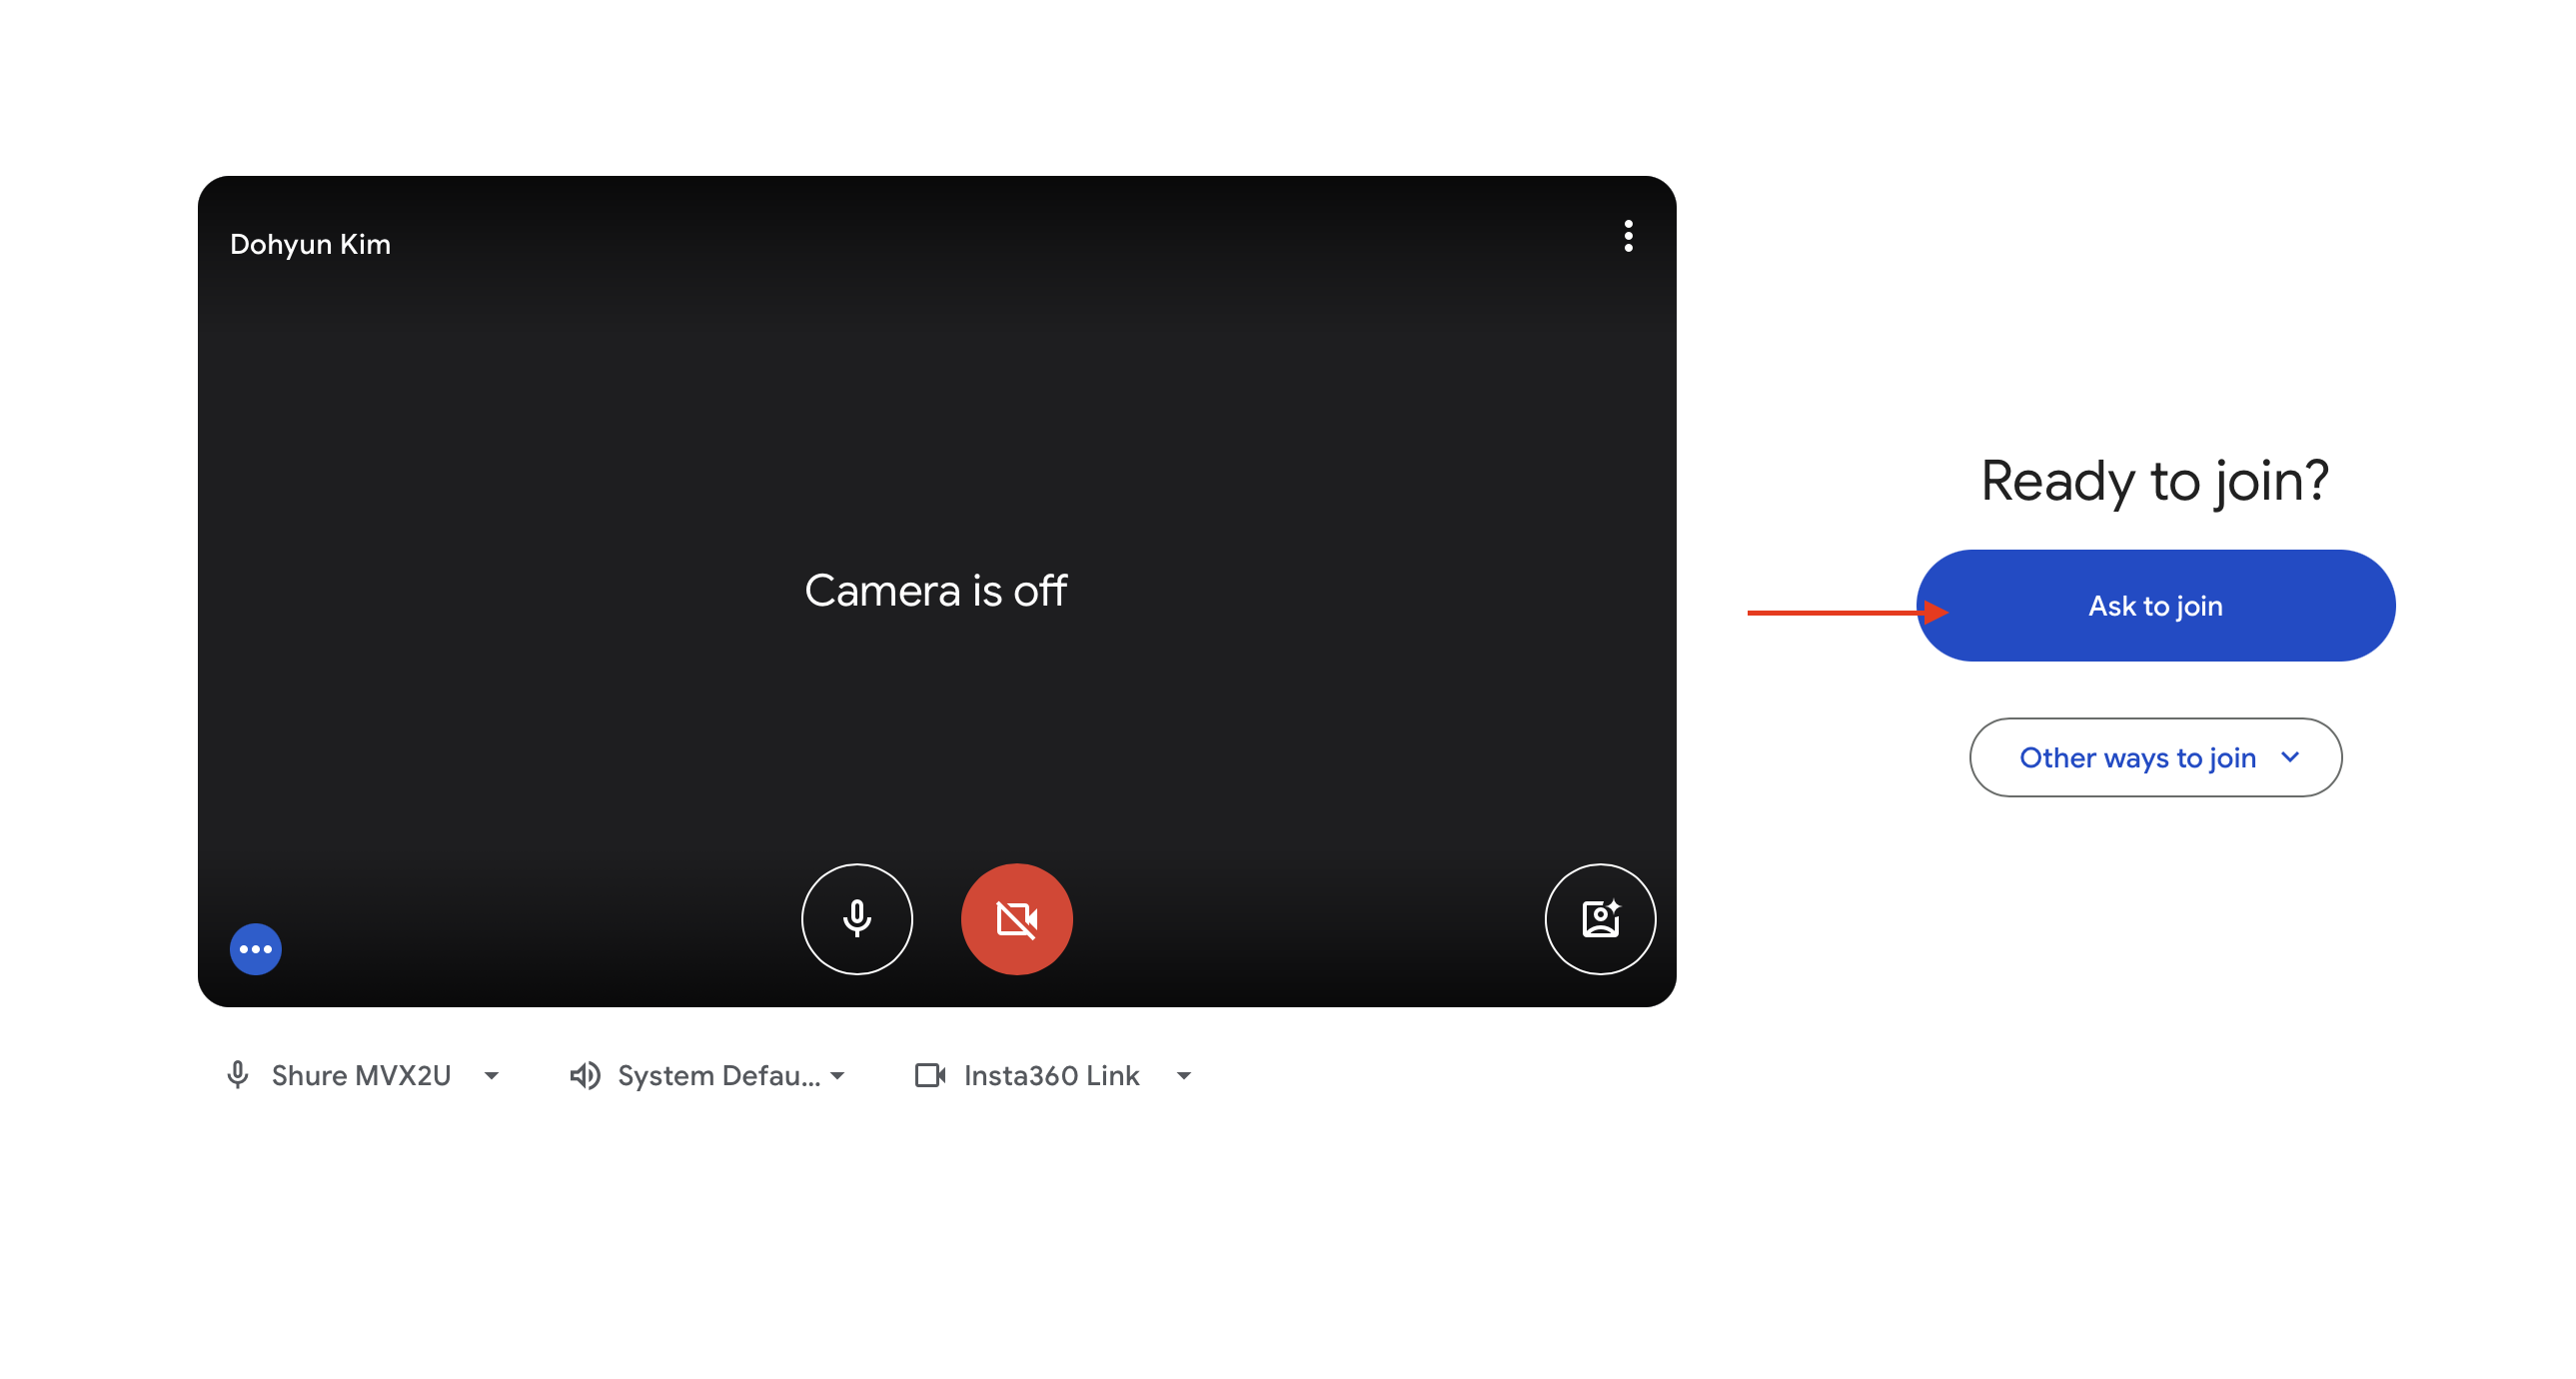 Dohyun Kim
Camera is off
Ready to join?
Ask to join
Other ways to join
Shure MVX2U
System Defau...
Insta360 Link